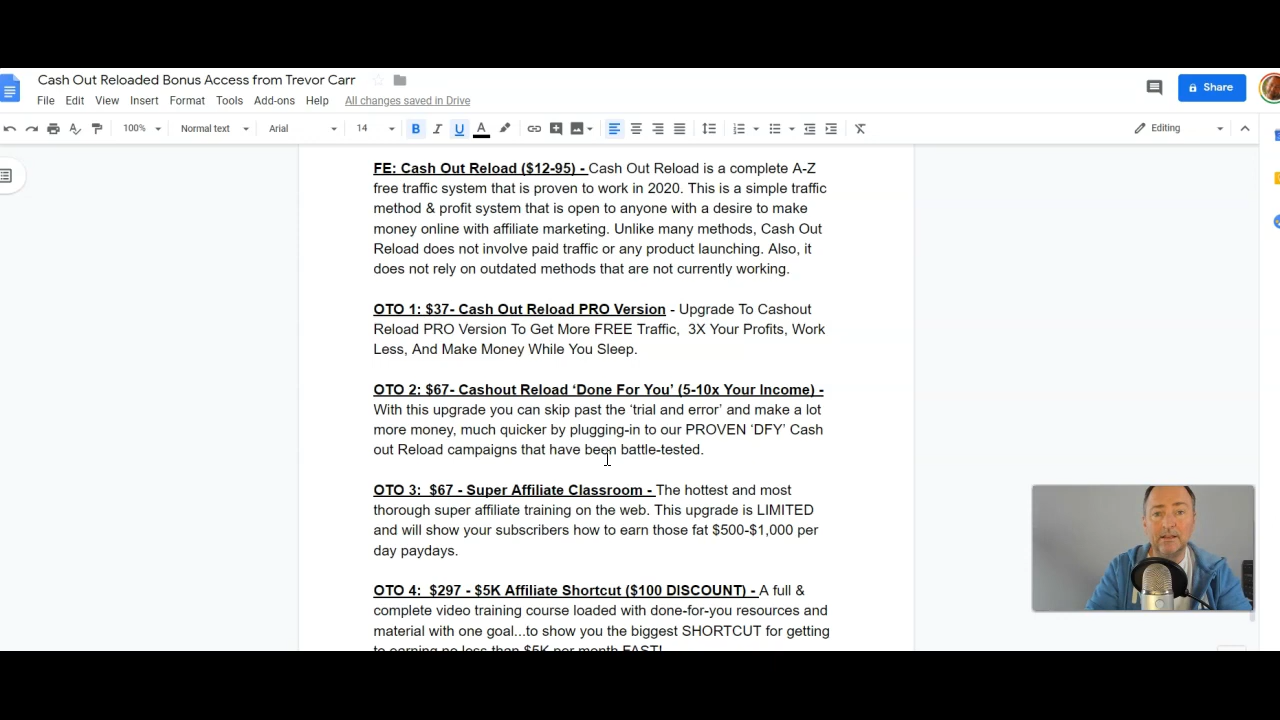 Cash Out Reloaded Bonus Access from Trevor Carr
File Edit View Insert Format Tools Add-ons Help All changes saved in Drive
Share
100% Normal text Arial 14 B I U A Editing
FE: Cash Out Reload ($12-95) - Cash Out Reload is a complete A-Z
free traffic system that is proven to work in 2020. This is a simple traffic
method & profit system that is open to anyone with a desire to make
money online with affiliate marketing. Unlike many methods, Cash Out
Reload does not involve paid traffic or any product launching. Also, it
does not rely on outdated methods that are not currently working.
OTO 1: $37- Cash Out Reload PRO Version - Upgrade To Cashout
Reload PRO Version To Get More FREE Traffic, 3X Your Profits, Work
Less, And Make Money While You Sleep.
OTO 2: $67- Cashout Reload ‘Done For You’ (5-10x Your Income) -
With this upgrade you can skip past the ‘trial and error’ and make a lot
more money, much quicker by plugging-in to our PROVEN ‘DFY’ Cash
out Reload campaigns that have been battle-tested.
OTO 3: $67 - Super Affiliate Classroom - The hottest and most
thorough super affiliate training on the web. This upgrade is LIMITED
and will show your subscribers how to earn those fat $500-$1,000 per
day paydays.
OTO 4: $297 - $5K Affiliate Shortcut ($100 DISCOUNT) - A full &
complete video training course loaded with done-for-you resources and
material with one goal...to show you the biggest SHORTCUT for getting
to earning no less than $5K per month FAST!